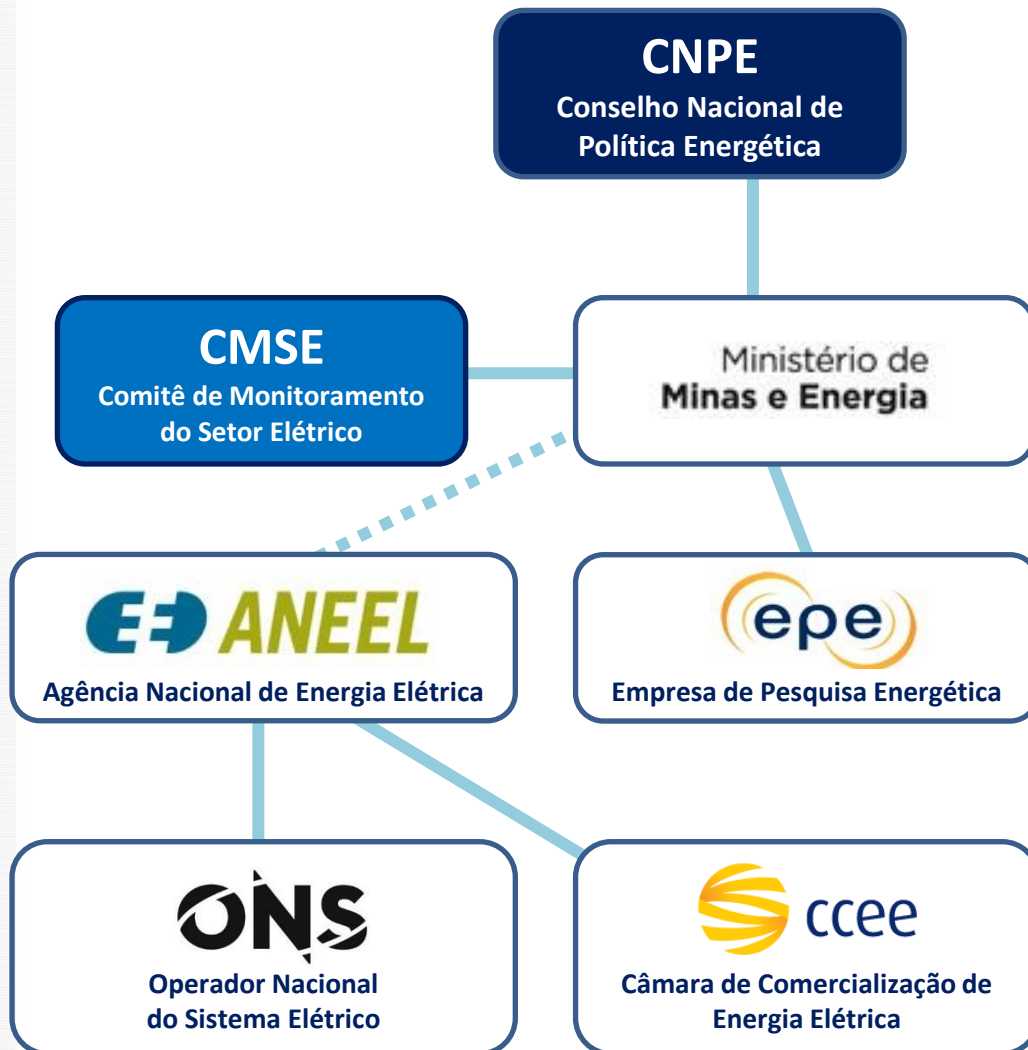 CNPE
Conselho Nacional de
Política Energética
CMSE
Comitê de Monitoramento
do Setor Elétrico
Ministério de
Minas e Energia
ANEEL
Agência Nacional de Energia Elétrica
epe
Empresa de Pesquisa Energética
ONS
Operador Nacional
do Sistema Elétrico
ccee
Câmara de Comercialização de
Energia Elétrica